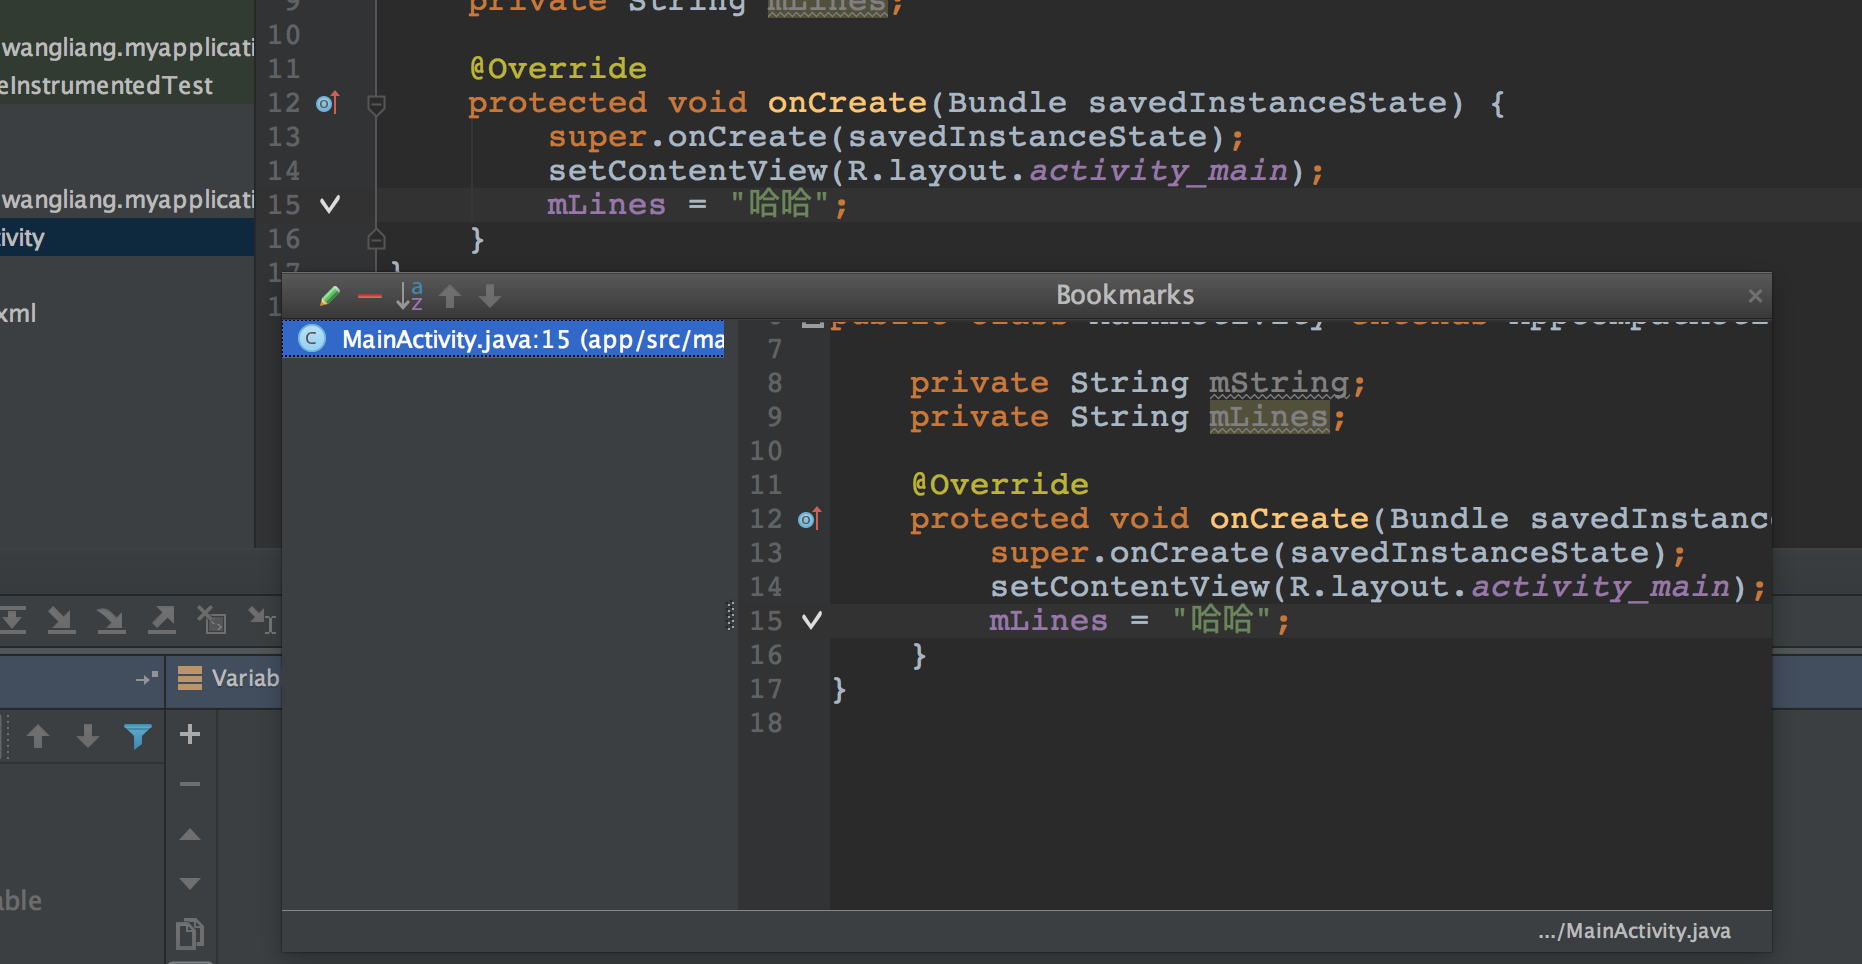 wangliang.myapplicati
eInstrumentedTest
wangliang.myapplicati
ivity
xml
9 private String mLines;
10
11 @Override
12 protected void onCreate(Bundle savedInstanceState) {
13 super.onCreate(savedInstanceState);
14 setContentView(R.layout.activity_main);
15 mLines = "哈哈";
16 }
17 }
1
Bookmarks
MainActivity.java:15 (app/src/ma
7
8 private String mString;
9 private String mLines;
10
11 @Override
12 protected void onCreate(Bundle savedInstanc
13 super.onCreate(savedInstanceState);
14 setContentView(R.layout.activity_main);
15 mLines = "哈哈";
16 }
17 }
18
Variab
able
.../MainActivity.java